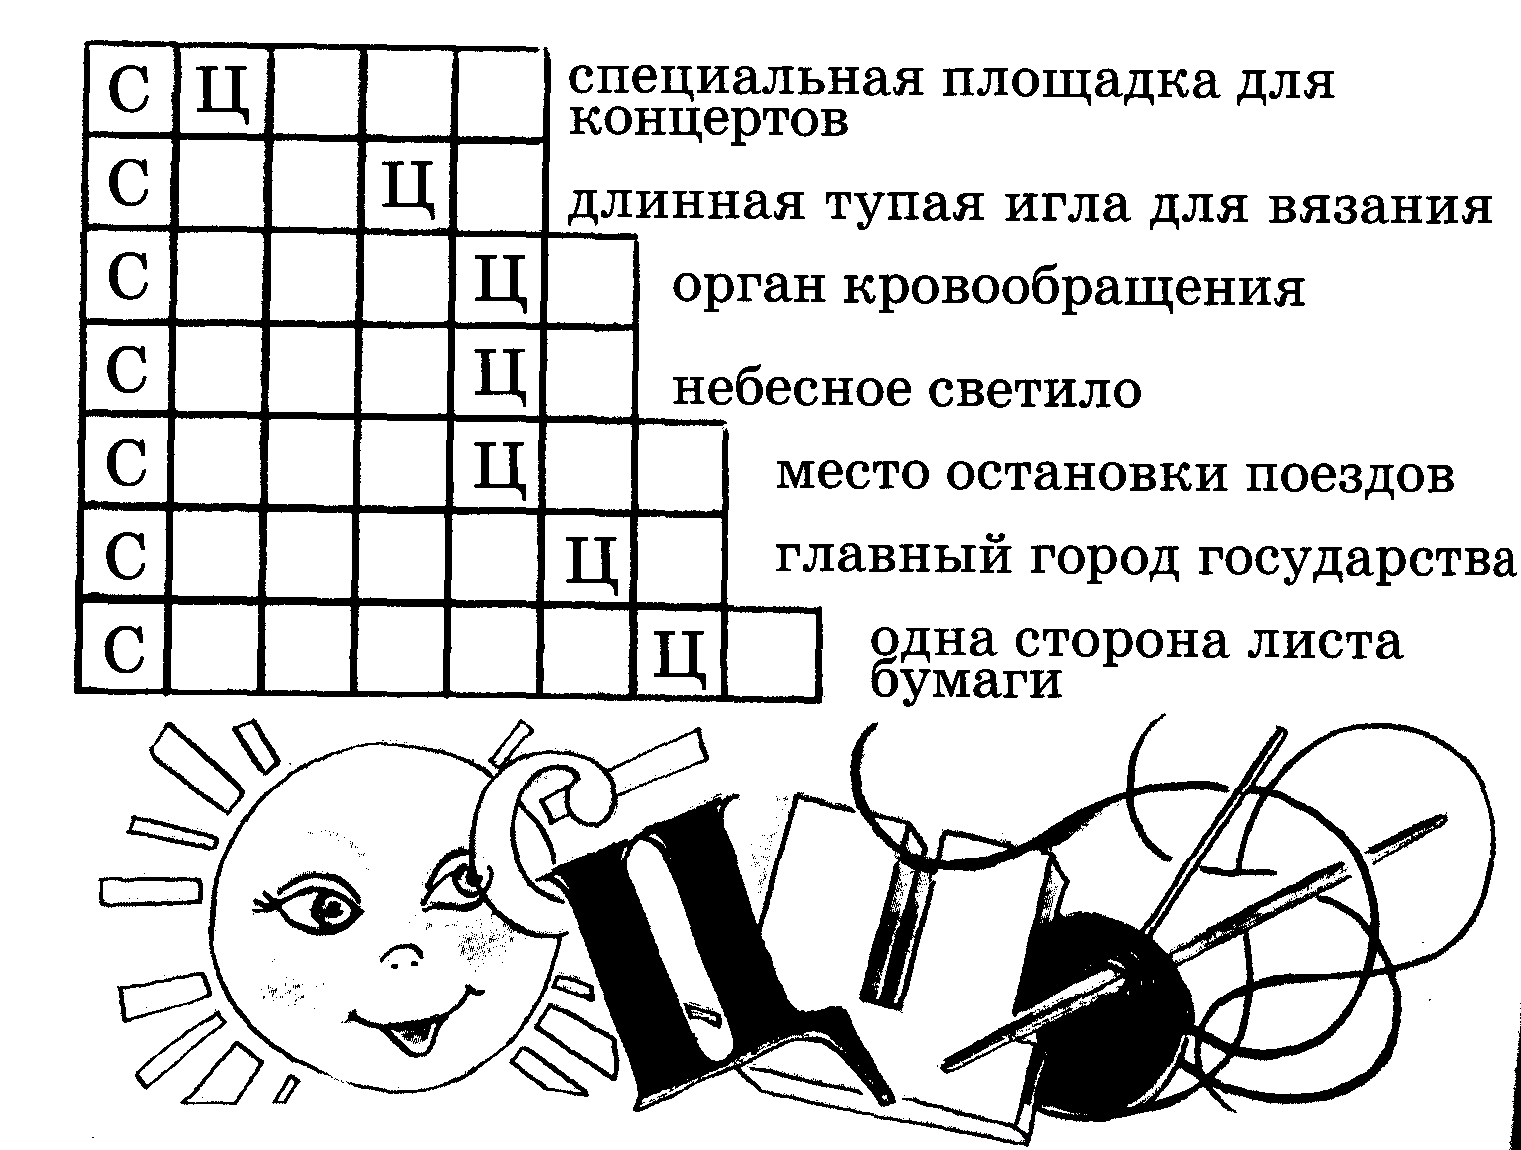 С Ц специальная площадка для
концертов
С Ц длинная тупая игла для вязания
С Ц орган кровообращения
С Ц небесное светило
С Ц место остановки поездов
С Ц главный город государства
С Ц одна сторона листа
бумаги
С Ц